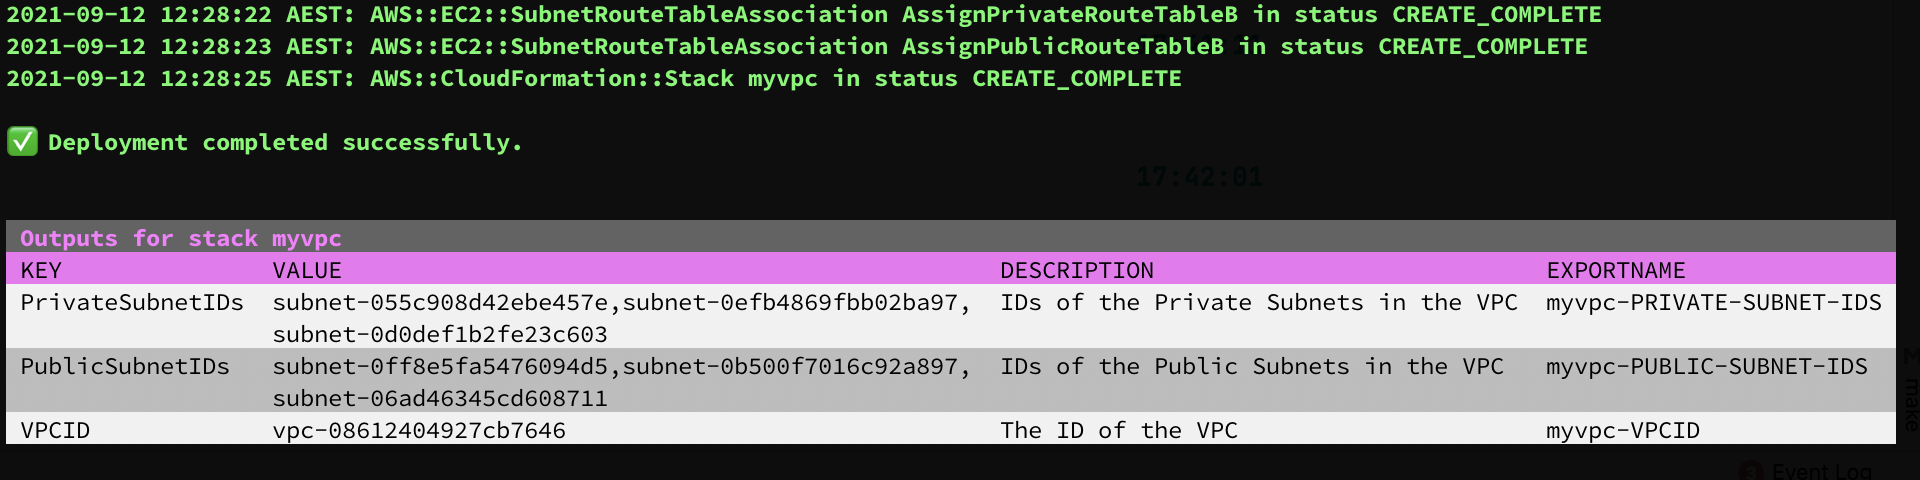 2021-09-12 12:28:22 AEST: AWS::EC2::SubnetRouteTableAssociation AssignPrivateRouteTableB in status CREATE_COMPLETE
2021-09-12 12:28:23 AEST: AWS::EC2::SubnetRouteTableAssociation AssignPublicRouteTableB in status CREATE_COMPLETE
2021-09-12 12:28:25 AEST: AWS::CloudFormation::Stack myvpc in status CREATE_COMPLETE
✅ Deployment completed successfully.
17:42:01
Outputs for stack myvpc
KEY VALUE DESCRIPTION EXPORTNAME
PrivateSubnetIDs subnet-055c908d42ebe457e,subnet-0efb4869fbb02ba97, IDs of the Private Subnets in the VPC myvpc-PRIVATE-SUBNET-IDS
subnet-0d0def1b2fe23c603
PublicSubnetIDs subnet-0ff8e5fa5476094d5,subnet-0b500f7016c92a897, IDs of the Public Subnets in the VPC myvpc-PUBLIC-SUBNET-IDS
subnet-06ad46345cd608711
VPCID vpc-08612404927cb7646 The ID of the VPC myvpc-VPCID
make
3 Event Log